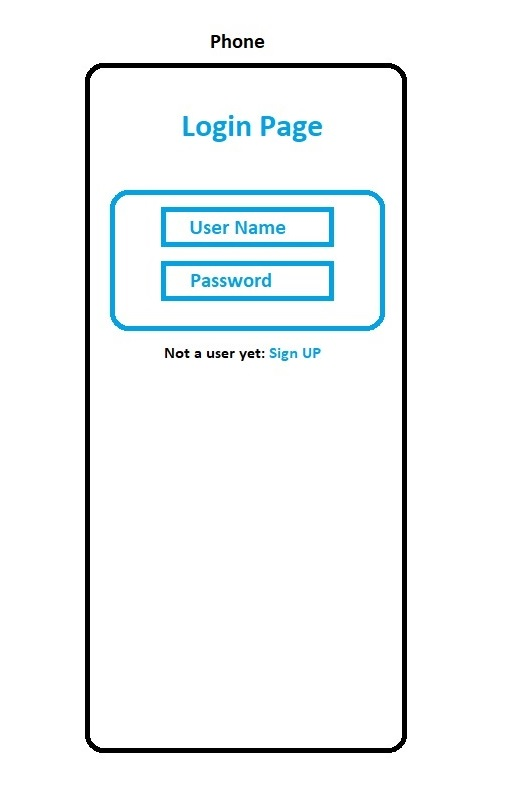 Phone
Login Page
User Name
Password
Not a user yet: Sign UP